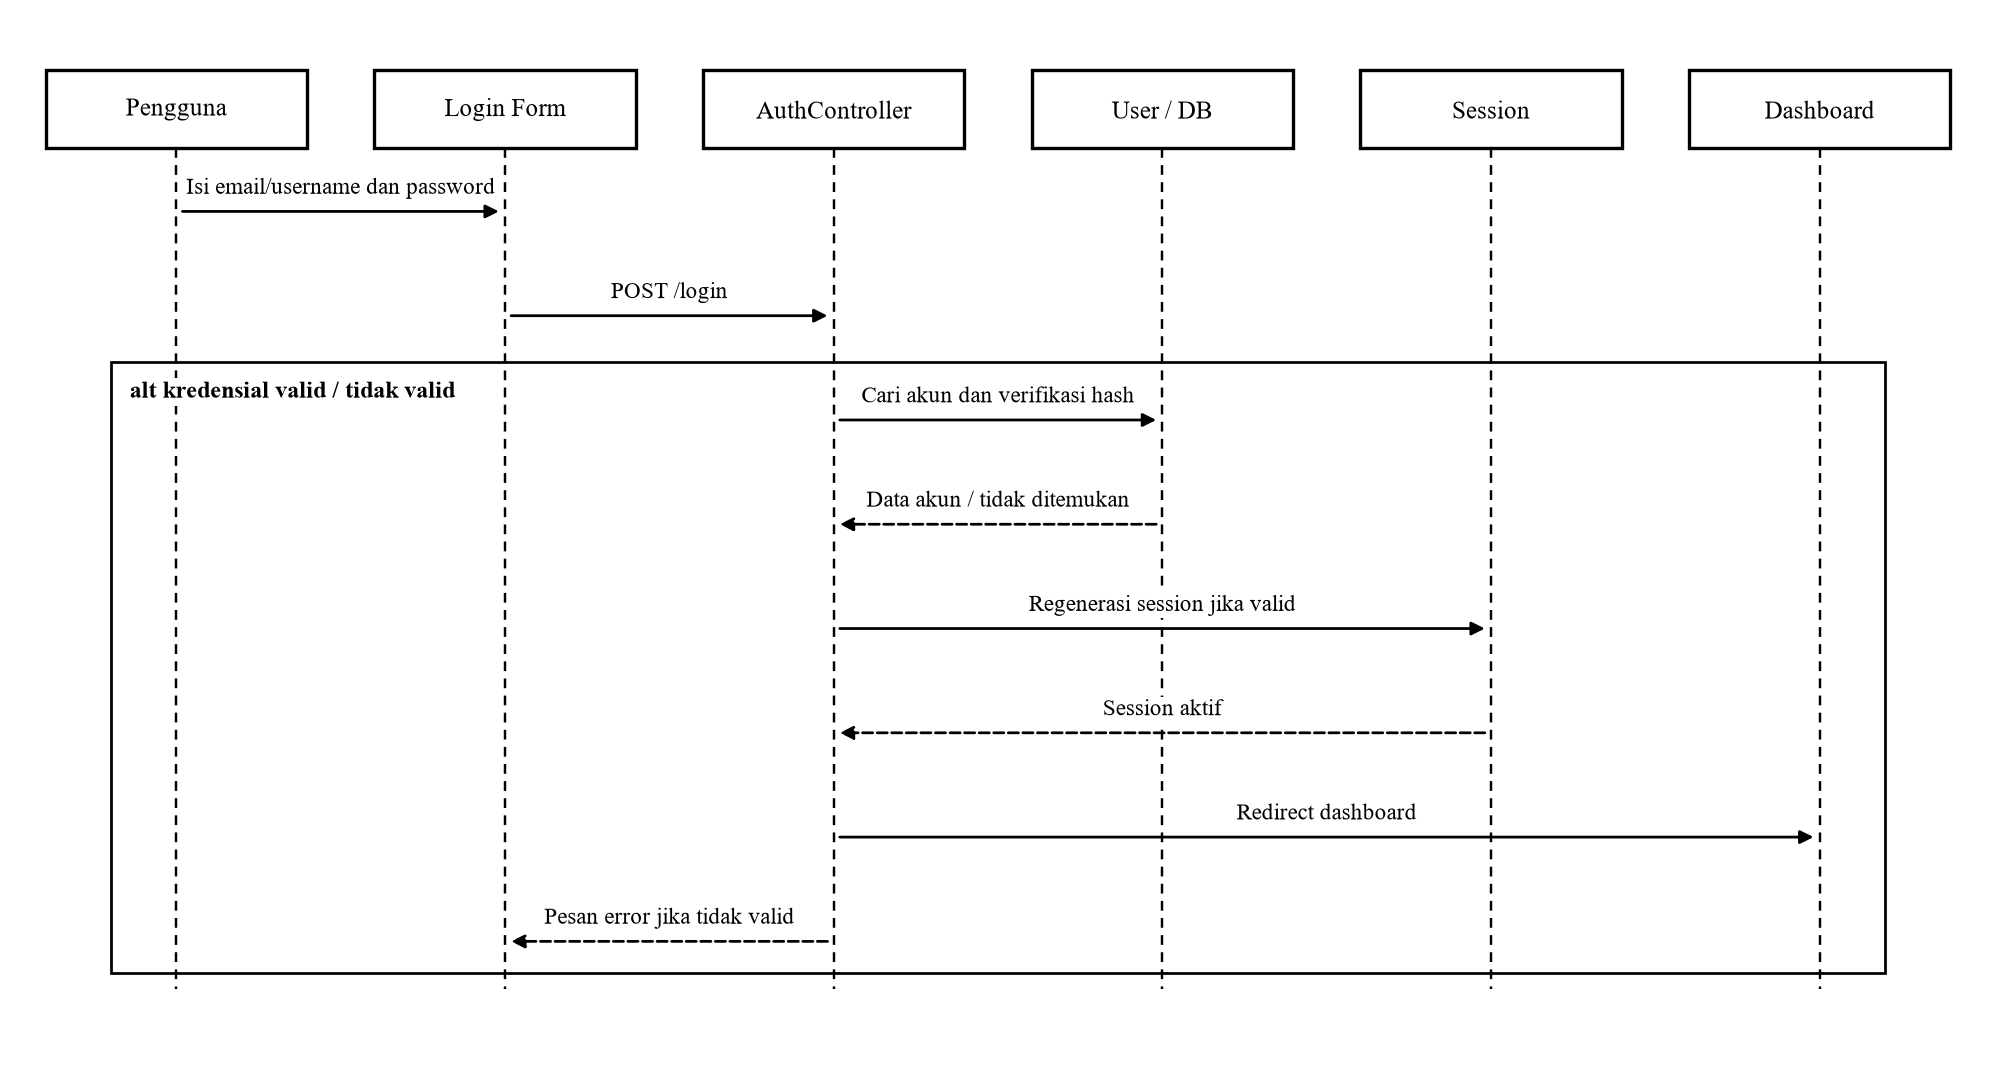 Pengguna
Login Form
AuthController
User / DB
Session
Dashboard
Isi email/username dan password
POST /login
alt kredensial valid / tidak valid
Cari akun dan verifikasi hash
Data akun / tidak ditemukan
Regenerasi session jika valid
Session aktif
Redirect dashboard
Pesan error jika tidak valid